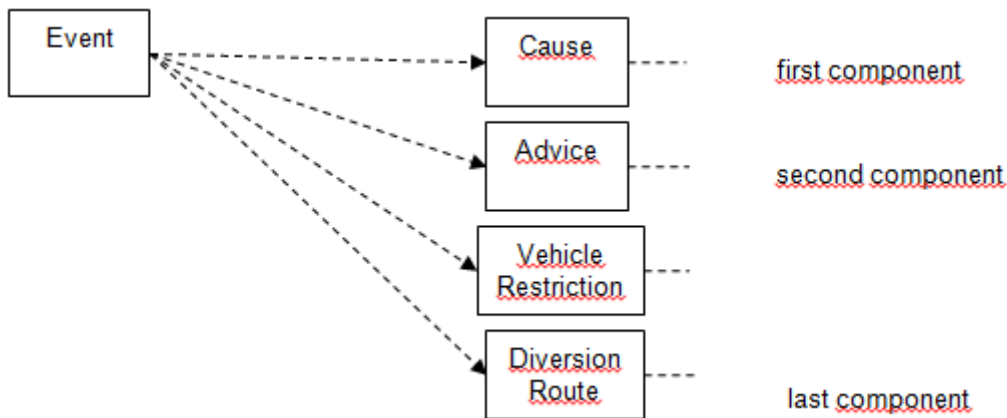 Event
Cause
first component
Advice
second component
Vehicle
Restriction
Diversion
Route
last component